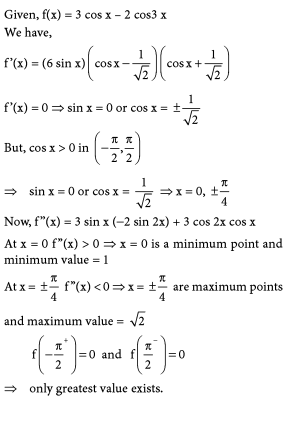 Given, f(x) = 3 cos x – 2 cos3 x
We have,
f'(x) = (6 sin x)(cos x – 1/√2)(cos x + 1/√2)
f'(x) = 0 ⇒ sin x = 0 or cos x = ± 1/√2
But, cos x > 0 in (–π/2, π/2)
⇒ sin x = 0 or cos x = 1/√2 ⇒ x = 0, ±π/4
Now, f"(x) = 3 sin x (–2 sin 2x) + 3 cos 2x cos x
At x = 0 f"(x) > 0 ⇒ x = 0 is a minimum point and
minimum value = 1
At x = ±π/4 f"(x) < 0 ⇒ x = ±π/4 are maximum points
and maximum value = √2
f(–π⁺/2) = 0 and f(π⁻/2) = 0
⇒ only greatest value exists.